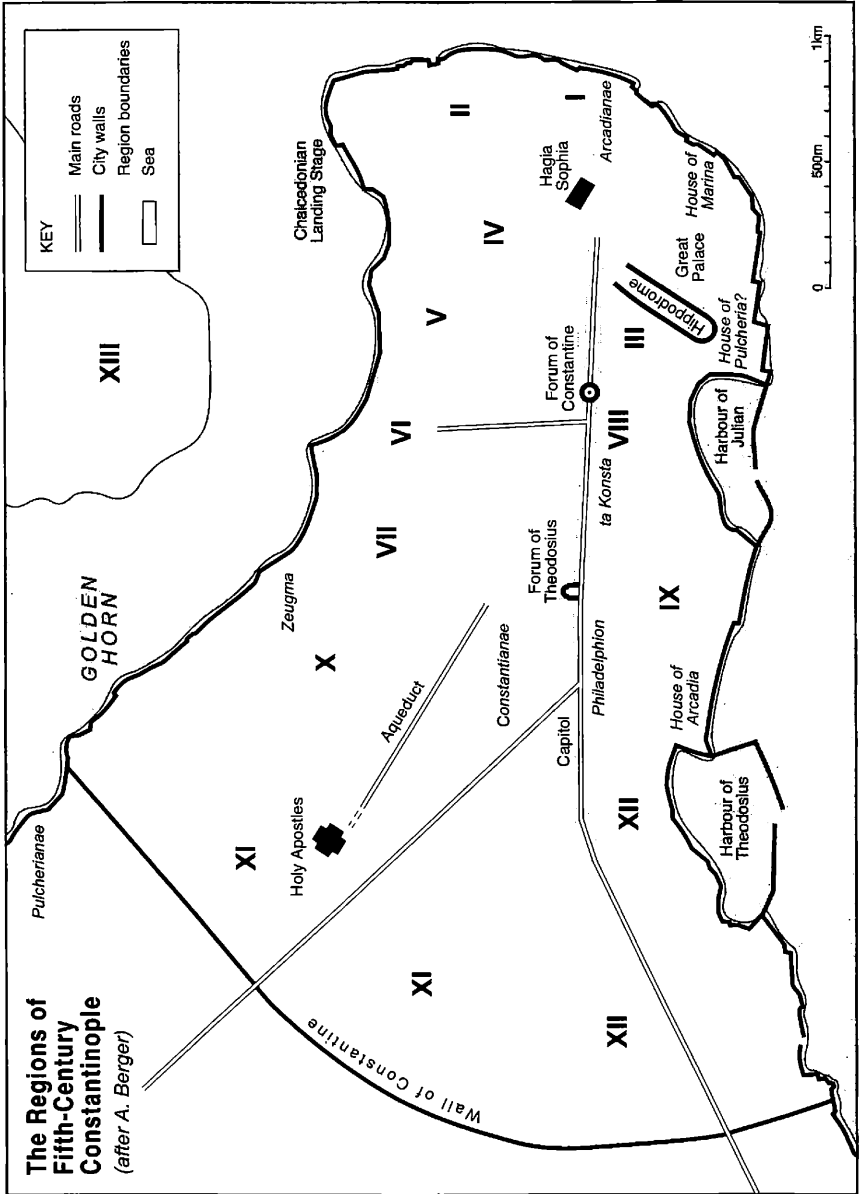 The Regions of
Fifth-Century
Constantinople
(after A. Berger)
KEY
Main roads
City walls
Region boundaries
Sea
Pulcherianae
GOLDEN
HORN
XIII
Zeugma
Chalcedonian
Landing Stage
XI
Holy Apostles
X
VII
VI
V
IV
II
I
Aqueduct
Wall of Constantine
XI
Constantianae
Capitol
Philadelphion
Forum of
Theodosius
ta Konsta
Forum of
Constantine
VIII
III
Hippodrome
Hagia
Sophia
Arcadianae
Great
Palace
House of
Marina
House of
Pulcheria?
XII
XII
IX
House of
Arcadia
Harbour of
Theodosius
Harbour of
Julian
0
500m
1km